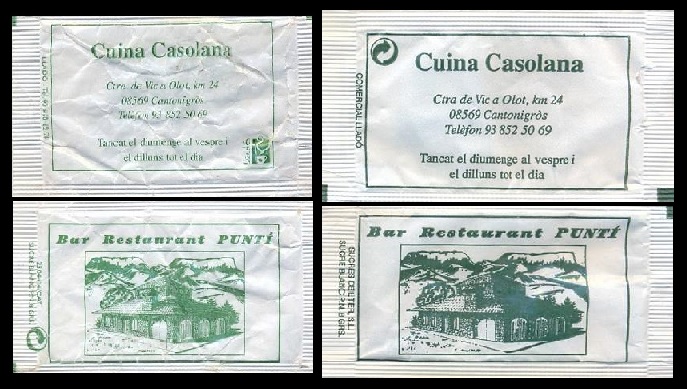 Cuina Casolana
Ctra. de Vic a Olot, km 24
08569 Cantonigròs
Telèfon 93 852 50 69
Tancat el diumenge al vespre i
el dilluns tot el dia
Cuina Casolana
Ctra de Vic a Olot, km 24
08569 Cantonigròs
Telèfon 93 852 50 69
Tancat el diumenge al vespre i
el dilluns tot el dia
COMERCIAL LLADÓ
Bar Restaurant PUNTÍ
Bar Restaurant PUNTÍ